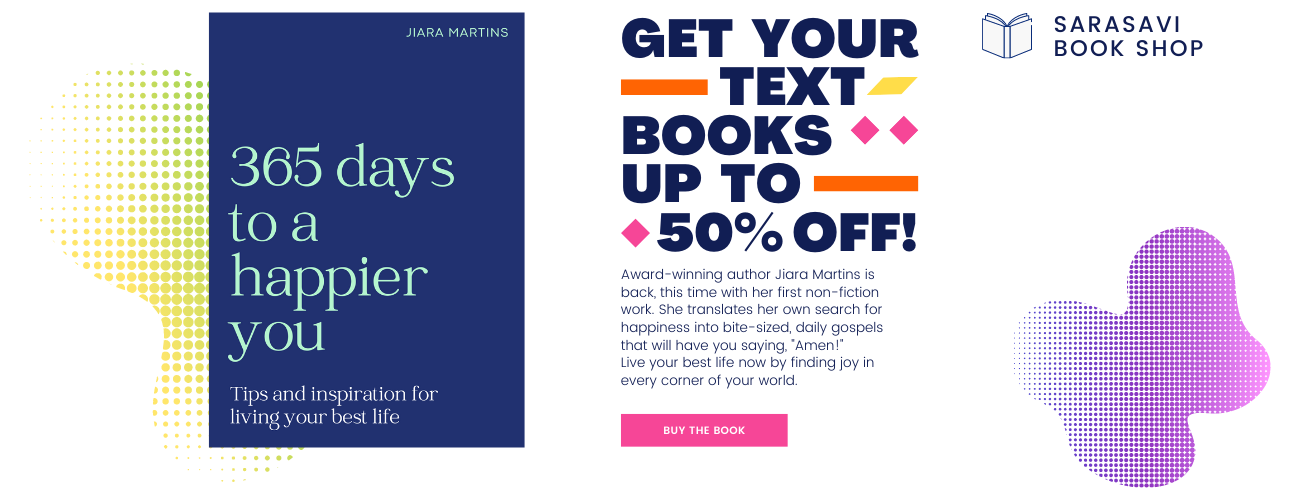 JIARA MARTINS
365 days
to a
happier
you
Tips and inspiration for
living your best life
GET YOUR
TEXT
BOOKS
UP TO
50% OFF!
Award-winning author Jiara Martins is
back, this time with her first non-fiction
work. She translates her own search for
happiness into bite-sized, daily gospels
that will have you saying, "Amen!"
Live your best life now by finding joy in
every corner of your world.
BUY THE BOOK
SARASAVI
BOOK SHOP